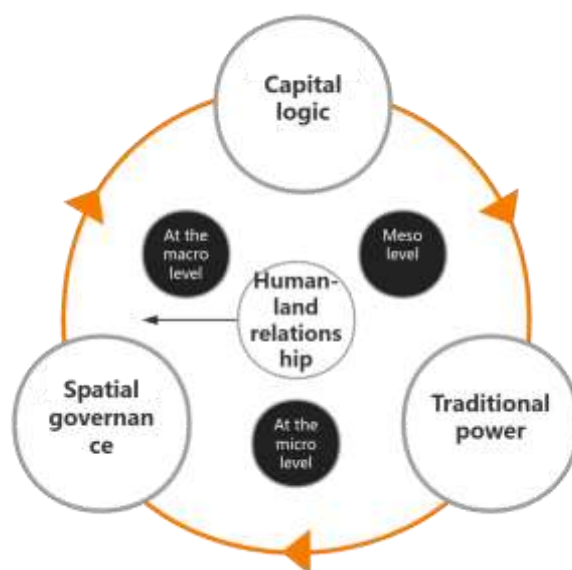 Capital
logic
At the
macro
level
Meso
level
Human-
land
relations
hip
Spatial
governan
ce
Traditional
power
At the
micro
level